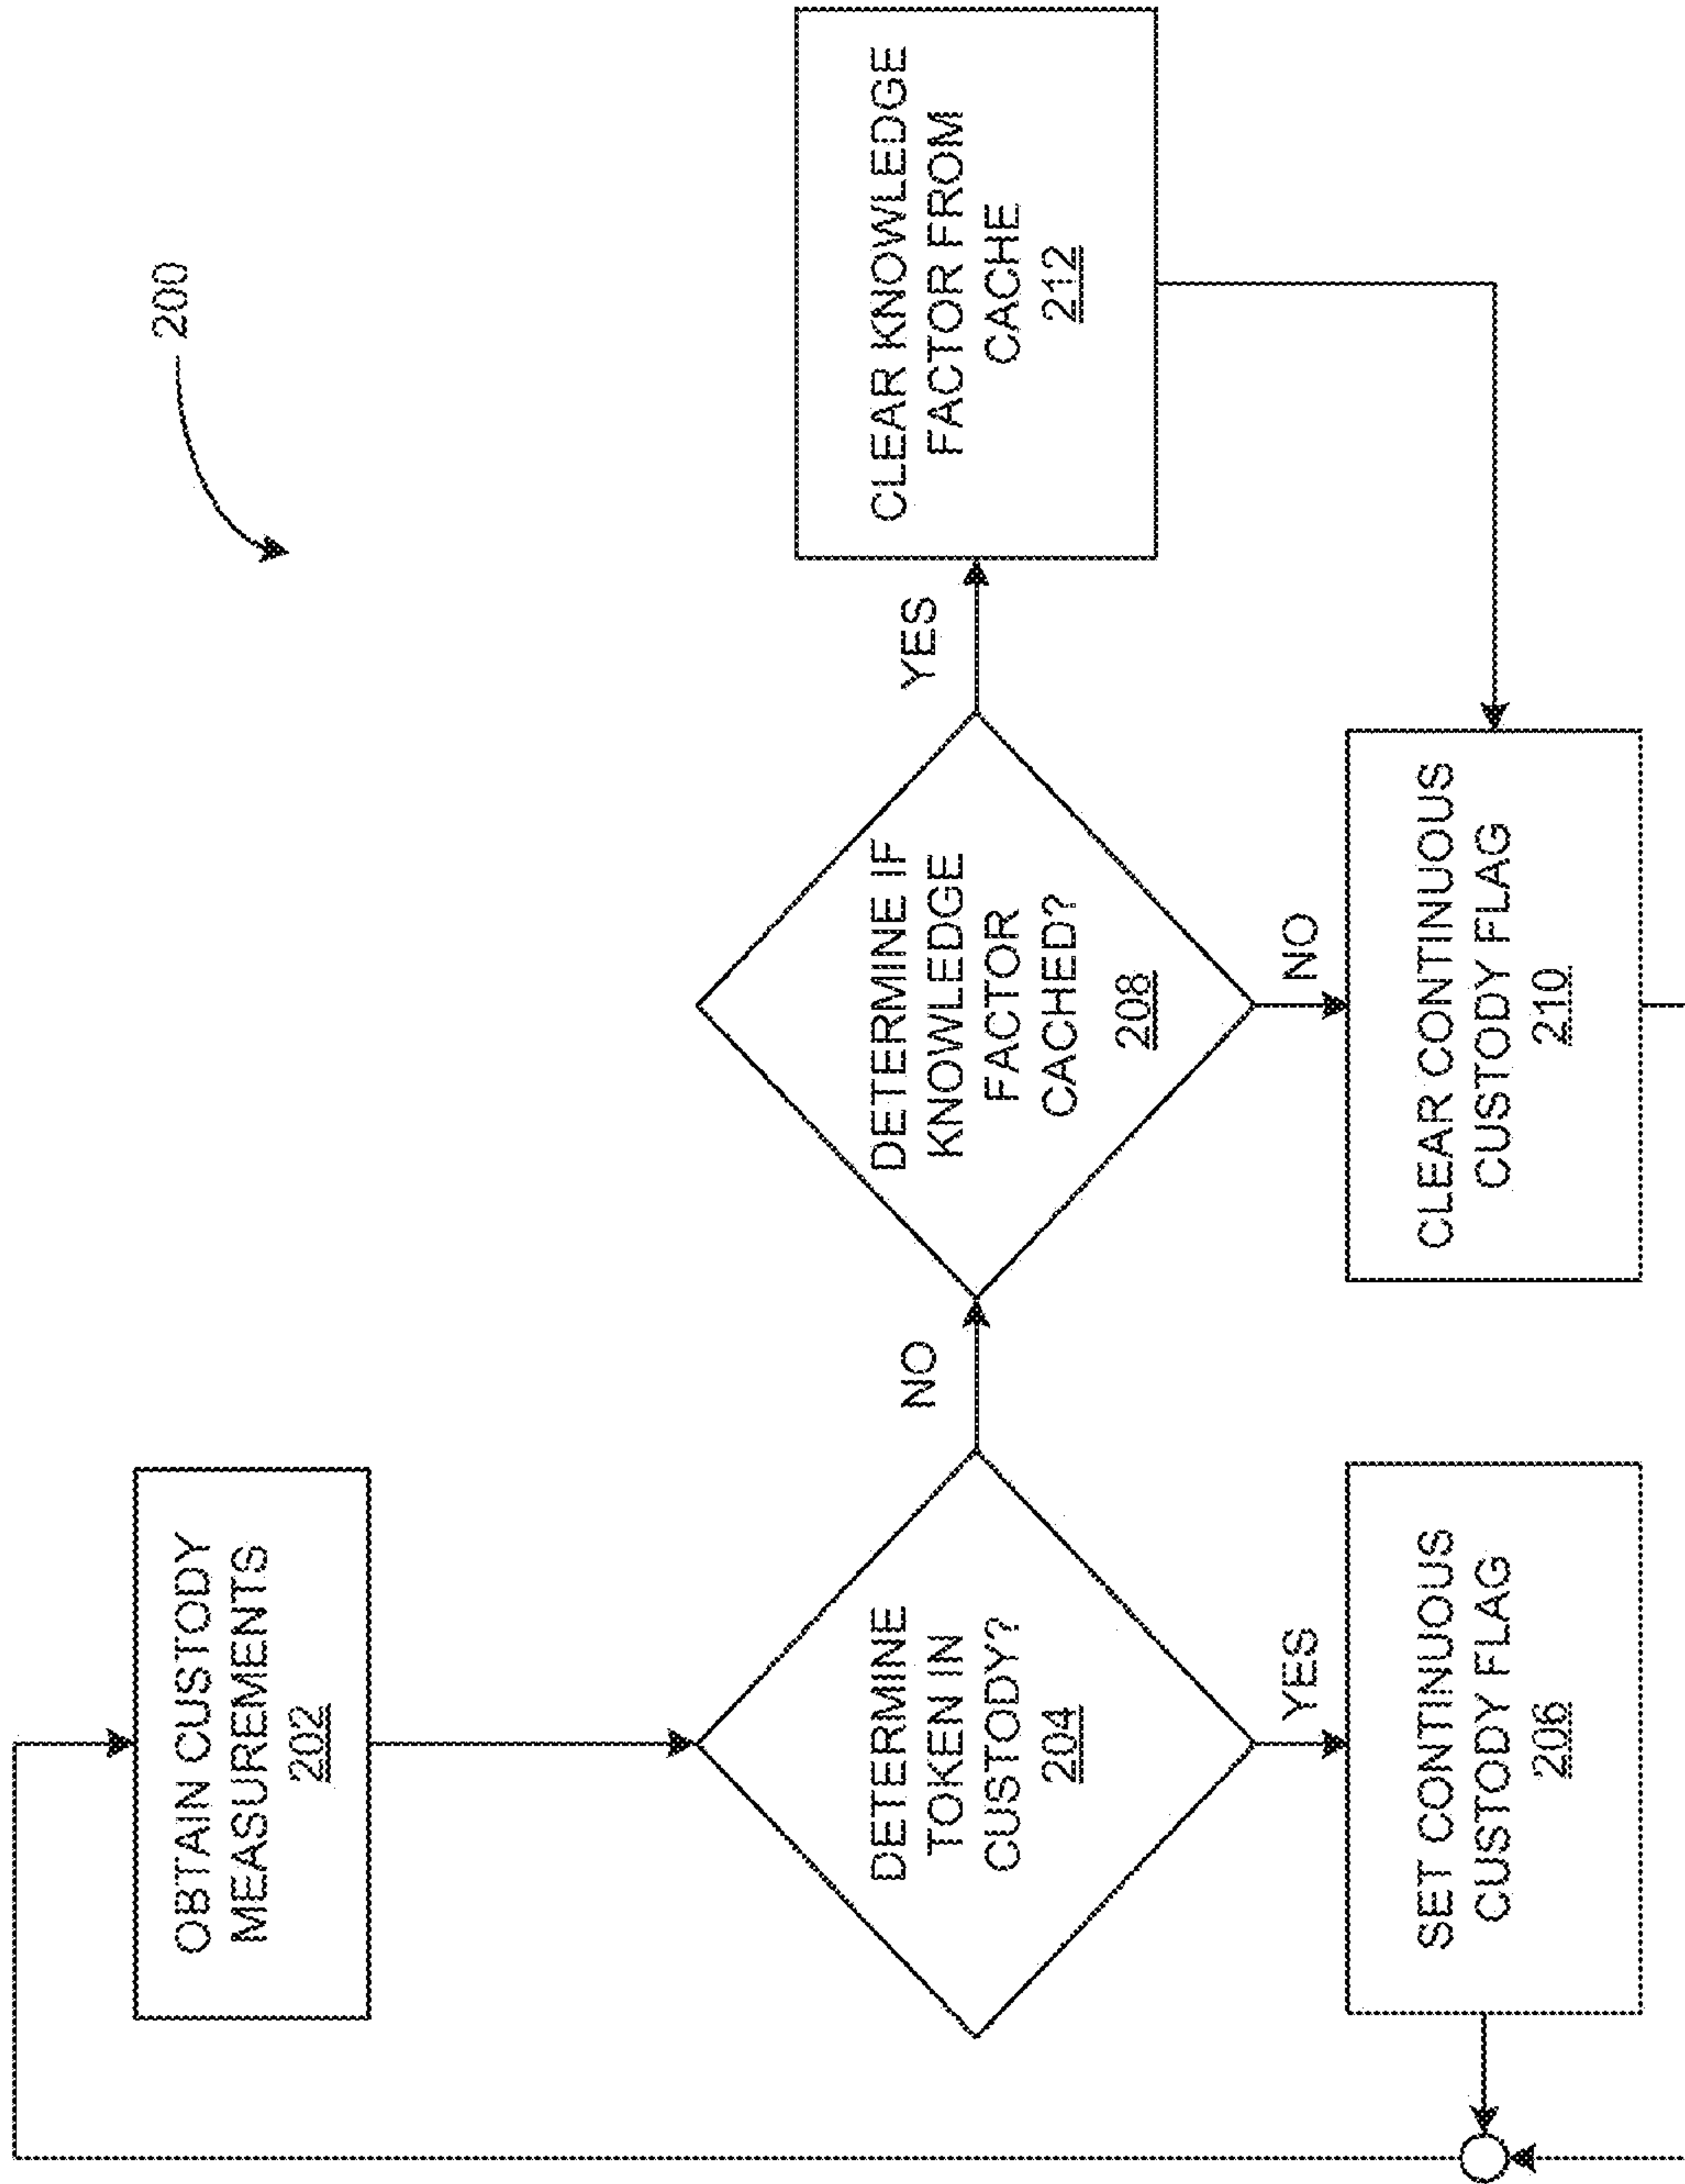 200
OBTAIN CUSTODY
MEASUREMENTS
202
DETERMINE
TOKEN IN
CUSTODY?
204
NO
YES
DETERMINE IF
KNOWLEDGE
FACTOR
CACHED?
208
YES
NO
CLEAR KNOWLEDGE
FACTOR FROM
CACHE
212
SET CONTINUOUS
CUSTODY FLAG
206
CLEAR CONTINUOUS
CUSTODY FLAG
210